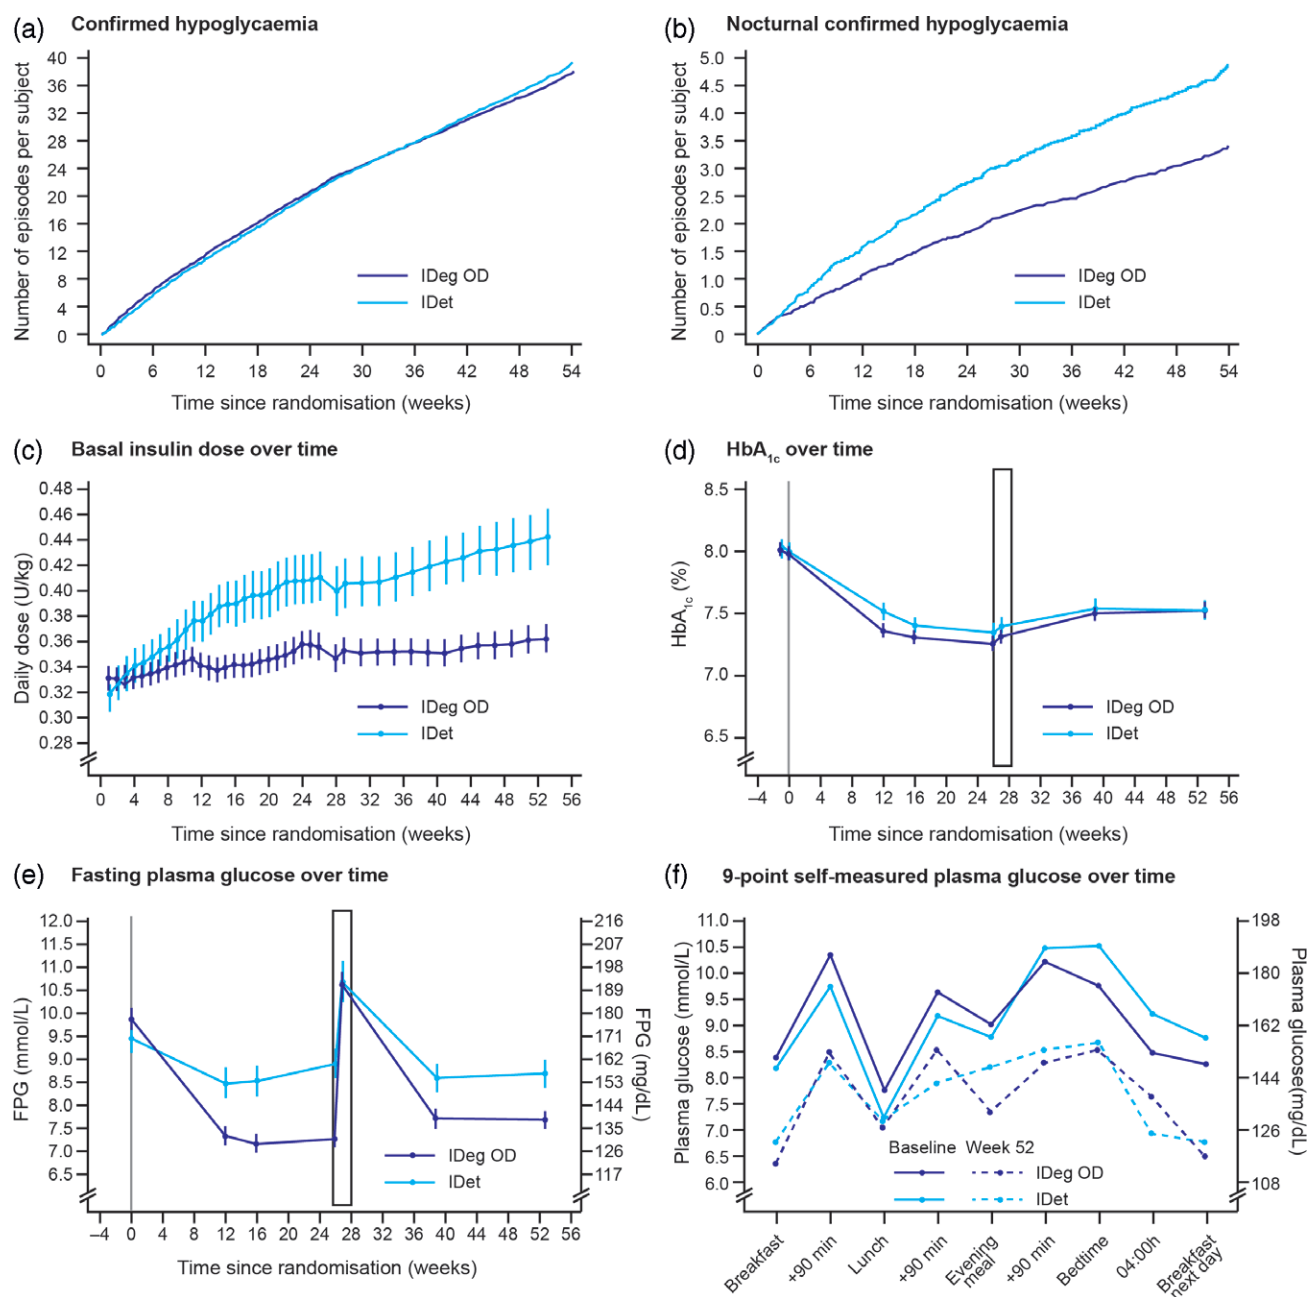 (a) Confirmed hypoglycaemia
Number of episodes per subject
40
36
32
28
24
20
16
12
8
4
0
IDeg OD
IDet
0 6 12 18 24 30 36 42 48 54
Time since randomisation (weeks)
(b) Nocturnal confirmed hypoglycaemia
Number of episodes per subject
5.0
4.5
4.0
3.5
3.0
2.5
2.0
1.5
1.0
0.5
0
IDeg OD
IDet
0 6 12 18 24 30 36 42 48 54
Time since randomisation (weeks)
(c) Basal insulin dose over time
Daily dose (U/kg)
0.48
0.46
0.44
0.42
0.40
0.38
0.36
0.34
0.32
0.30
0.28
IDeg OD
IDet
0 4 8 12 16 20 24 28 32 36 40 44 48 52 56
Time since randomisation (weeks)
(d) HbA1c over time
HbA1c (%)
8.5
8.0
7.5
7.0
6.5
IDeg OD
IDet
–4 0 4 8 12 16 20 24 28 32 36 40 44 48 52 56
Time since randomisation (weeks)
(e) Fasting plasma glucose over time
FPG (mmol/L)
12.0
11.5
11.0
10.5
10.0
9.5
9.0
8.5
8.0
7.5
7.0
6.5
216
207
198
189
180
171
162
153
144
135
126
117
FPG (mg/dL)
IDeg OD
IDet
–4 0 4 8 12 16 20 24 28 32 36 40 44 48 52 56
Time since randomisation (weeks)
(f) 9-point self-measured plasma glucose over time
Plasma glucose (mmol/L)
11.0
10.5
10.0
9.5
9.0
8.5
8.0
7.5
7.0
6.5
6.0
198
180
162
144
126
108
Plasma glucose(mg/dL)
Baseline Week 52
IDeg OD
IDet
Breakfast
+90 min
Lunch
+90 min
Evening
meal
+90 min
Bedtime
04:00h
Breakfast
next day